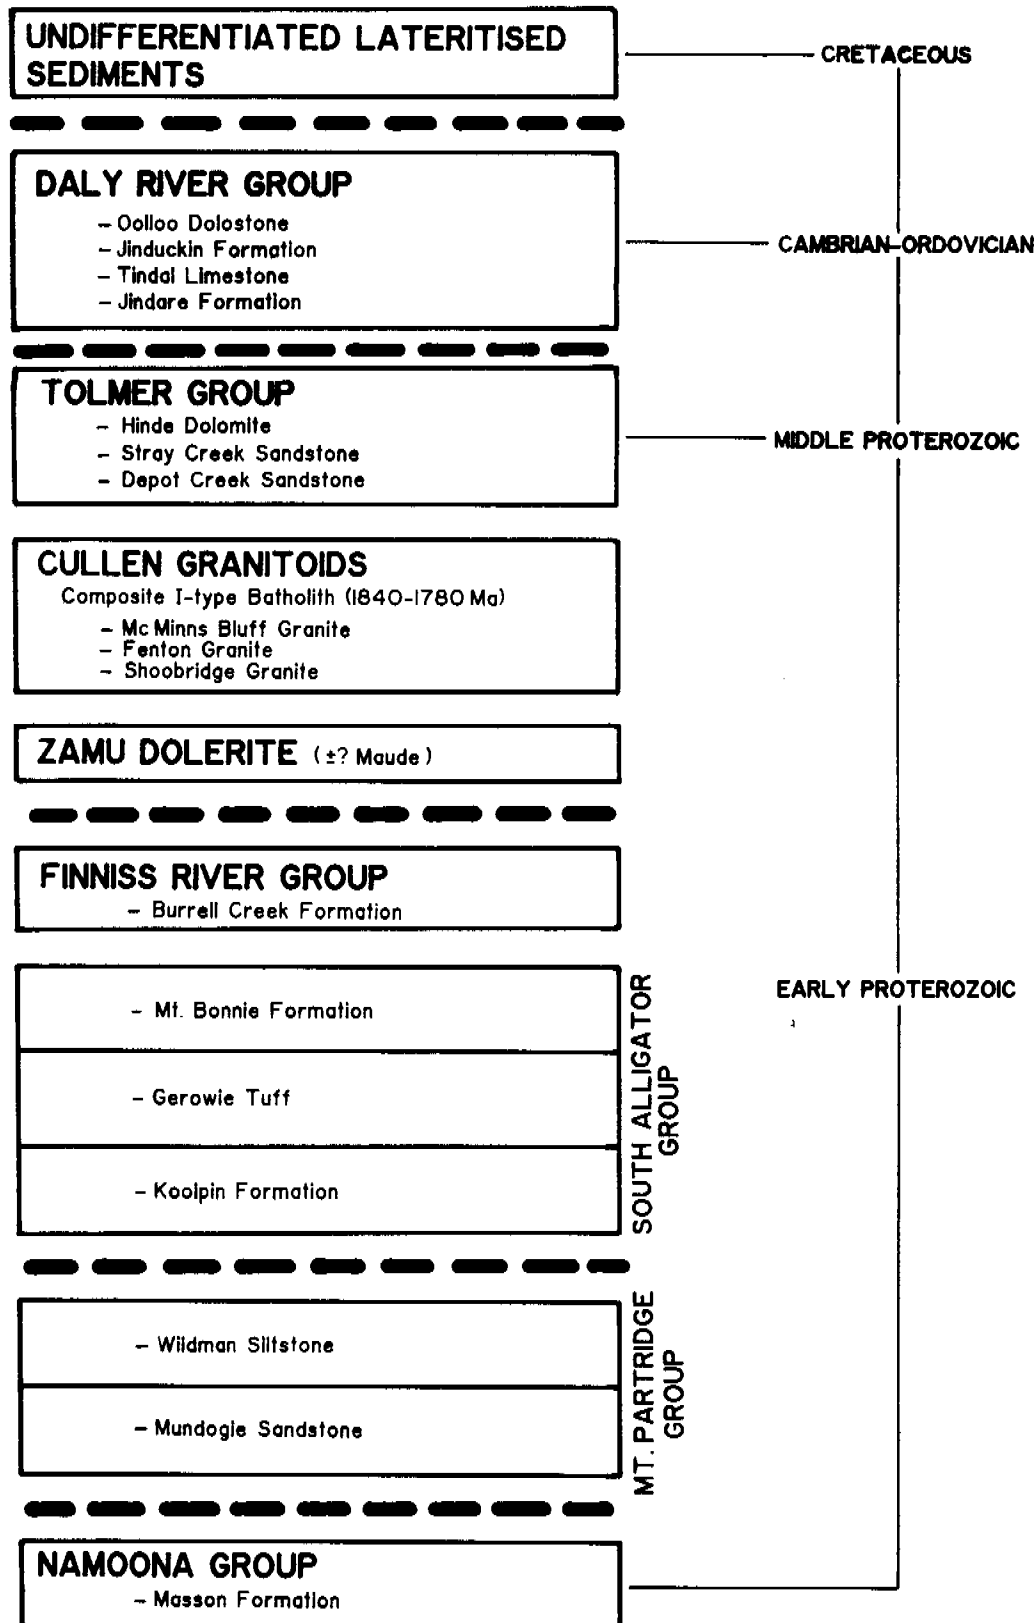 UNDIFFERENTIATED LATERITISED
SEDIMENTS
CRETACEOUS
DALY RIVER GROUP
- Oolloo Dolostone
- Jinduckin Formation
- Tindal Limestone
- Jindare Formation
CAMBRIAN-ORDOVICIAN
TOLMER GROUP
- Hinde Dolomite
- Stray Creek Sandstone
- Depot Creek Sandstone
MIDDLE PROTEROZOIC
CULLEN GRANITOIDS
Composite I-type Batholith (1840-1780 Ma)
- Mc Minns Bluff Granite
- Fenton Granite
- Shoobridge Granite
ZAMU DOLERITE (±? Maude)
FINNISS RIVER GROUP
- Burrell Creek Formation
- Mt. Bonnie Formation
- Gerowie Tuff
- Koolpin Formation
SOUTH ALLIGATOR
GROUP
EARLY PROTEROZOIC
- Wildman Siltstone
- Mundogie Sandstone
MT. PARTRIDGE
GROUP
NAMOONA GROUP
- Masson Formation